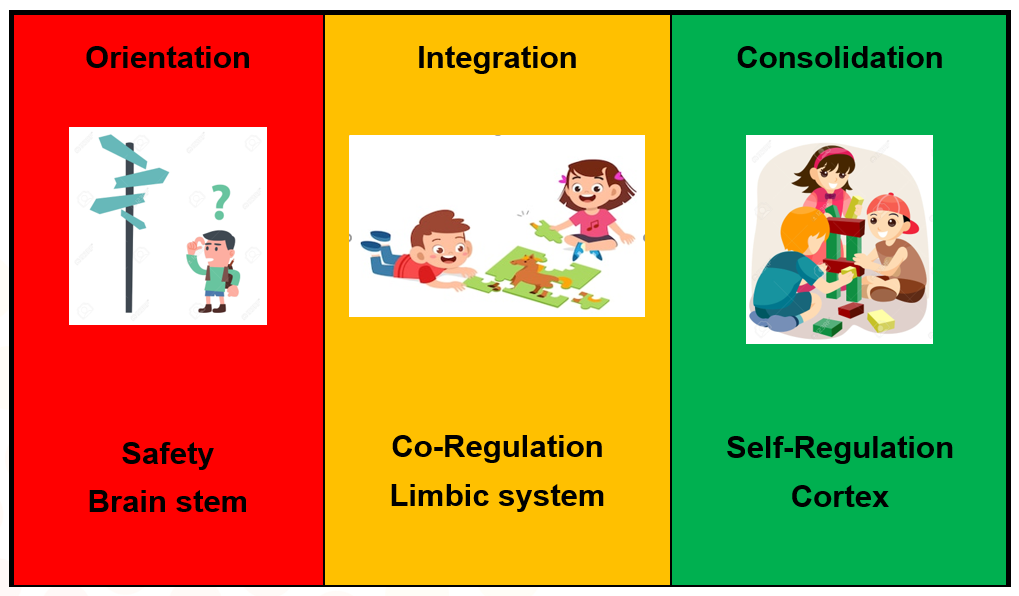 Orientation
?
Safety
Brain stem
Integration
Co-Regulation
Limbic system
Consolidation
Self-Regulation
Cortex